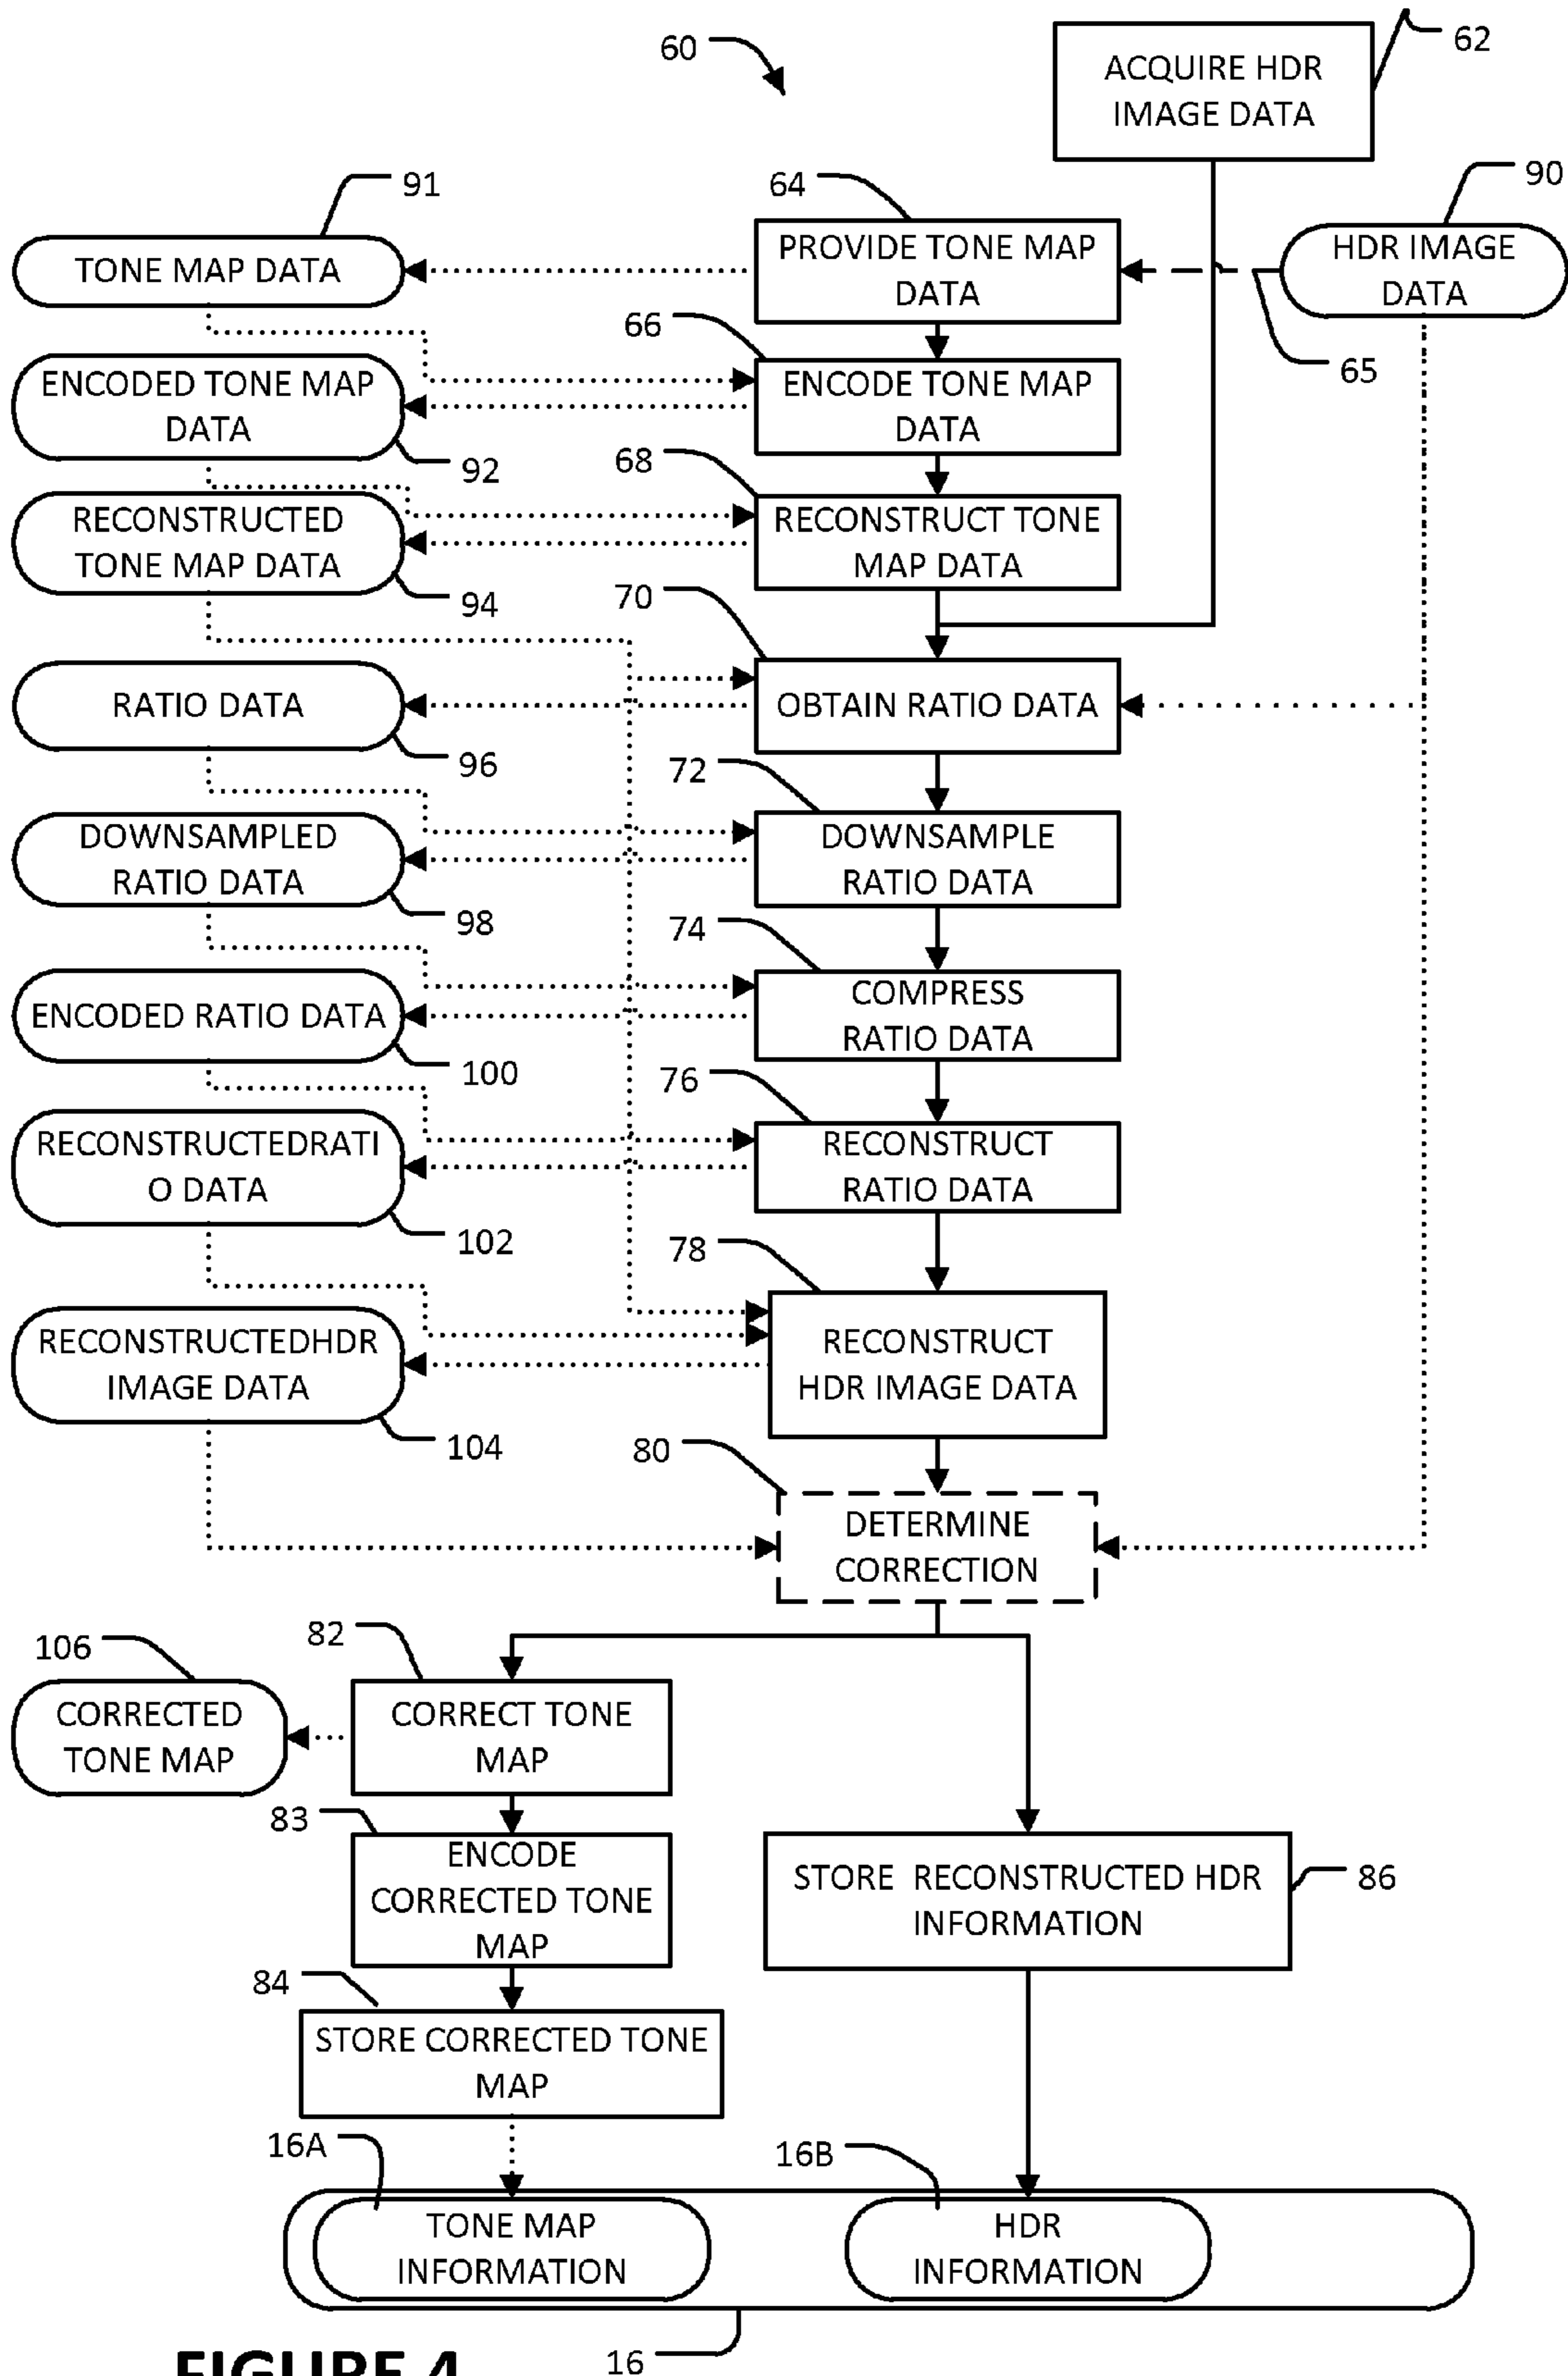 60
62
ACQUIRE HDR
IMAGE DATA
91
64
90
TONE MAP DATA
PROVIDE TONE MAP
DATA
HDR IMAGE
DATA
66
65
ENCODED TONE MAP
DATA
ENCODE TONE MAP
DATA
92
68
RECONSTRUCTED
TONE MAP DATA
RECONSTRUCT TONE
MAP DATA
94
70
RATIO DATA
OBTAIN RATIO DATA
96
72
DOWNSAMPLED
RATIO DATA
DOWNSAMPLE
RATIO DATA
98
74
ENCODED RATIO DATA
COMPRESS
RATIO DATA
100
76
RECONSTRUCTEDRATI
O DATA
RECONSTRUCT
RATIO DATA
102
78
RECONSTRUCTEDHDR
IMAGE DATA
RECONSTRUCT
HDR IMAGE DATA
104
80
DETERMINE
CORRECTION
106
82
CORRECTED
TONE MAP
CORRECT TONE
MAP
83
ENCODE
CORRECTED TONE
MAP
STORE RECONSTRUCTED HDR
INFORMATION
86
84
STORE CORRECTED TONE
MAP
16A
16B
TONE MAP
INFORMATION
HDR
INFORMATION
16
FIGURE 4